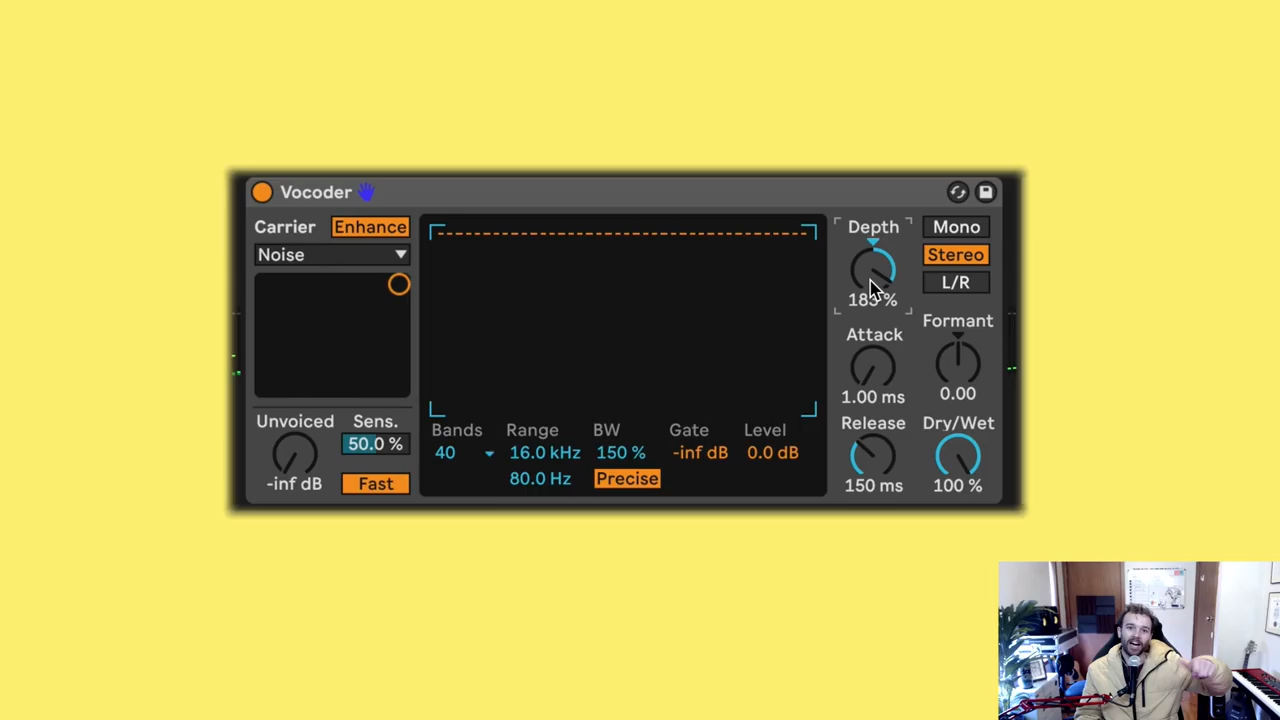 Vocoder
Carrier Enhance
Noise
Unvoiced Sens.
50.0 %
-inf dB Fast
Bands Range BW Gate Level
40 16.0 kHz 150 % -inf dB 0.0 dB
80.0 Hz Precise
Depth
Mono
Stereo
L/R
Attack
1.00 ms
Formant
0.00
Release
150 ms
Dry/Wet
100 %